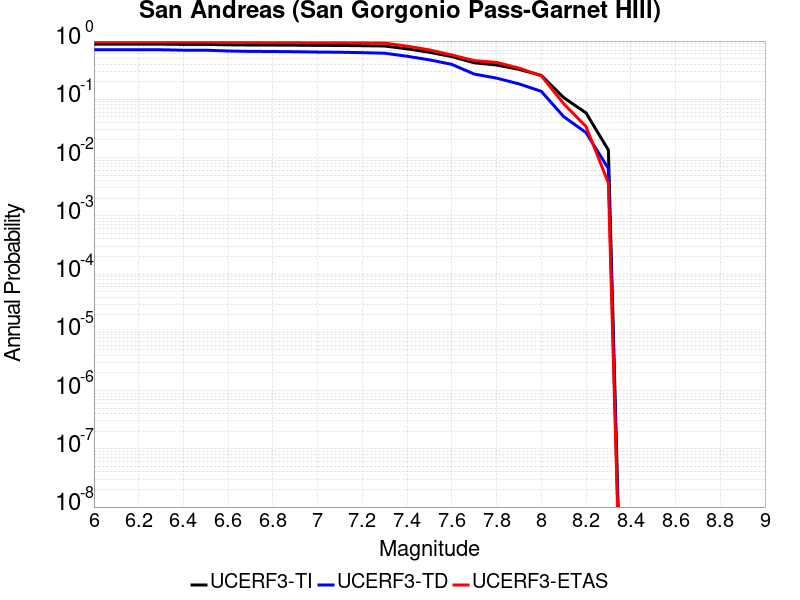 San Andreas (San Gorgonio Pass-Garnet HIll)
10^0
10^-1
10^-2
10^-3
10^-4
10^-5
10^-6
10^-7
10^-8
Annual Probability
6 6.2 6.4 6.6 6.8 7 7.2 7.4 7.6 7.8 8 8.2 8.4 8.6 8.8 9
Magnitude
UCERF3-TI UCERF3-TD UCERF3-ETAS